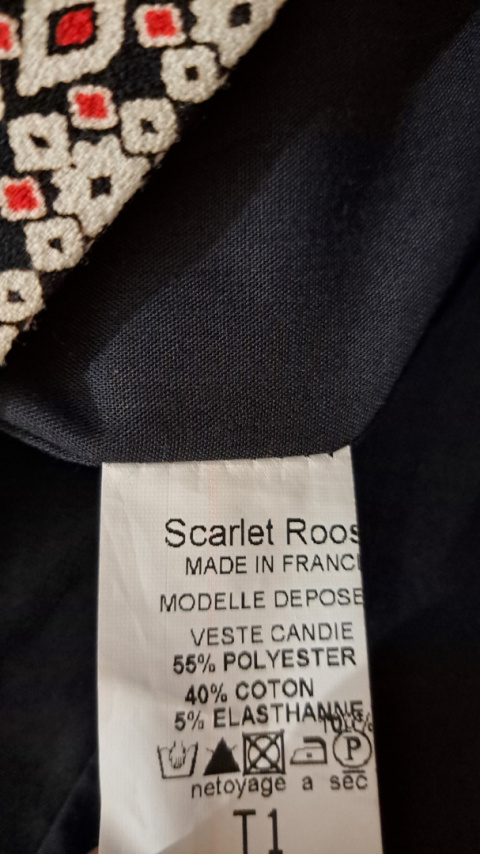 Scarlet Roos
MADE IN FRANC
MODELLE DEPOSE
VESTE CANDIE
55% POLYESTER
40% COTON
5% ELASTHANNE
P
netoyage a sec
T1